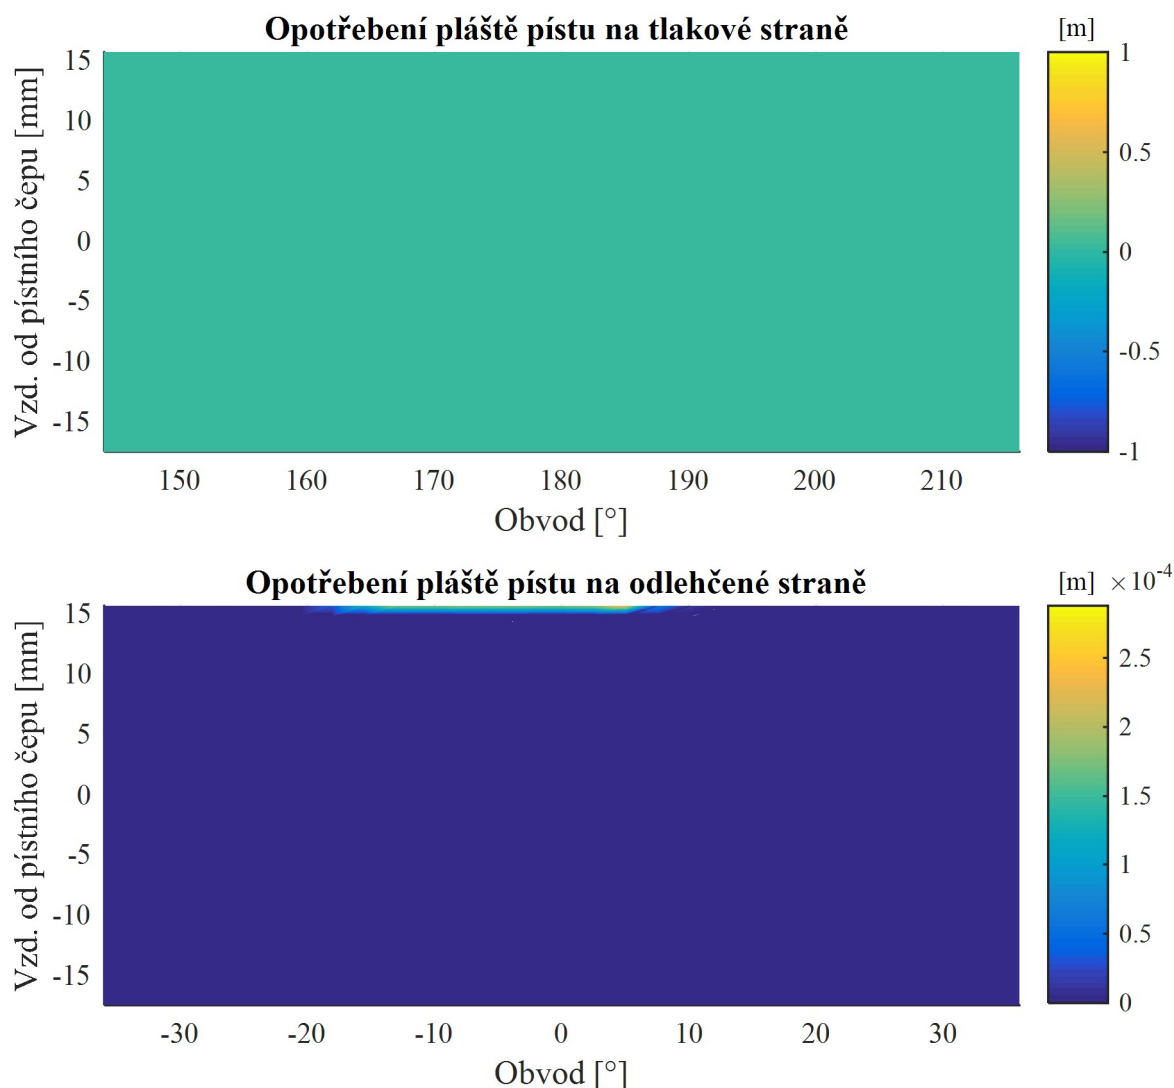 Opotřebení pláště pístu na tlakové straně
[m]
Vzd. od pístního čepu [mm]
15
10
5
0
-5
-10
-15
1
0.5
0
-0.5
-1
150 160 170 180 190 200 210
Obvod [°]
Opotřebení pláště pístu na odlehčené straně
[m] ×10-4
Vzd. od pístního čepu [mm]
15
10
5
0
-5
-10
-15
2.5
2
1.5
1
0.5
0
-30 -20 -10 0 10 20 30
Obvod [°]